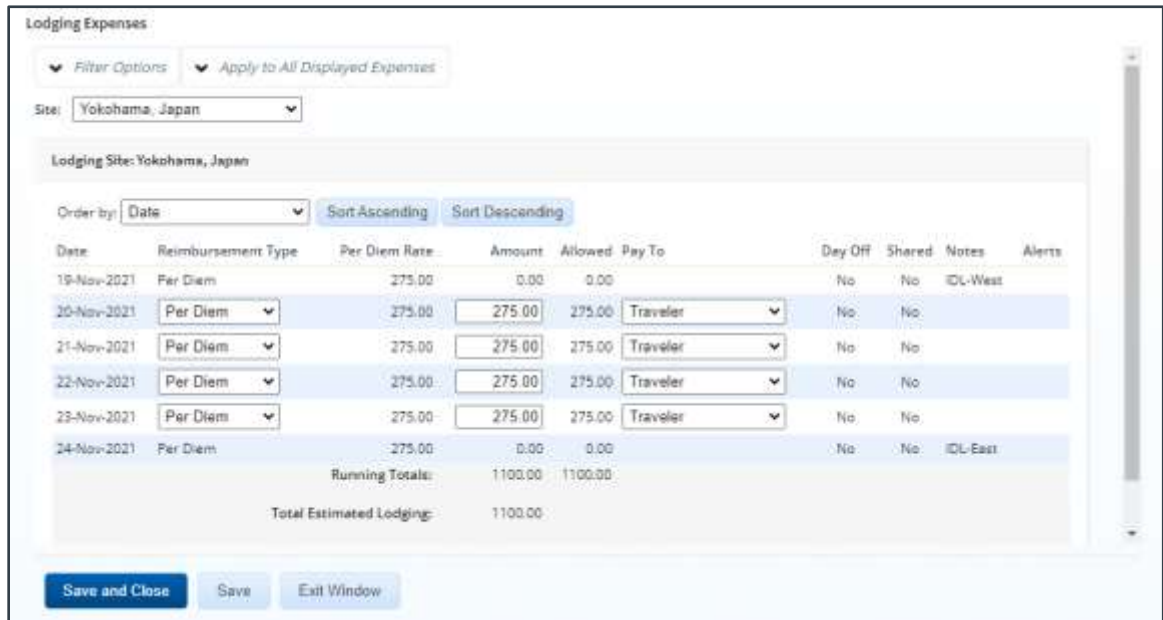 Lodging Expenses
Filter Options Apply to All Displayed Expenses
Site: Yokohama, Japan
Lodging Site: Yokohama, Japan
Order by: Date Sort Ascending Sort Descending
Date Reimbursement Type Per Diem Rate Amount Allowed Pay To Day Off Shared Notes Alerts
19-Nov-2021 Per Diem 275.00 0.00 0.00 No No IDL-West
20-Nov-2021 Per Diem 275.00 275.00 275.00 Traveler No No
21-Nov-2021 Per Diem 275.00 275.00 275.00 Traveler No No
22-Nov-2021 Per Diem 275.00 275.00 275.00 Traveler No No
23-Nov-2021 Per Diem 275.00 275.00 275.00 Traveler No No
24-Nov-2021 Per Diem 275.00 0.00 0.00 No No IDL-East
Running Totals: 1100.00 1100.00
Total Estimated Lodging: 1100.00
Save and Close Save Exit Window